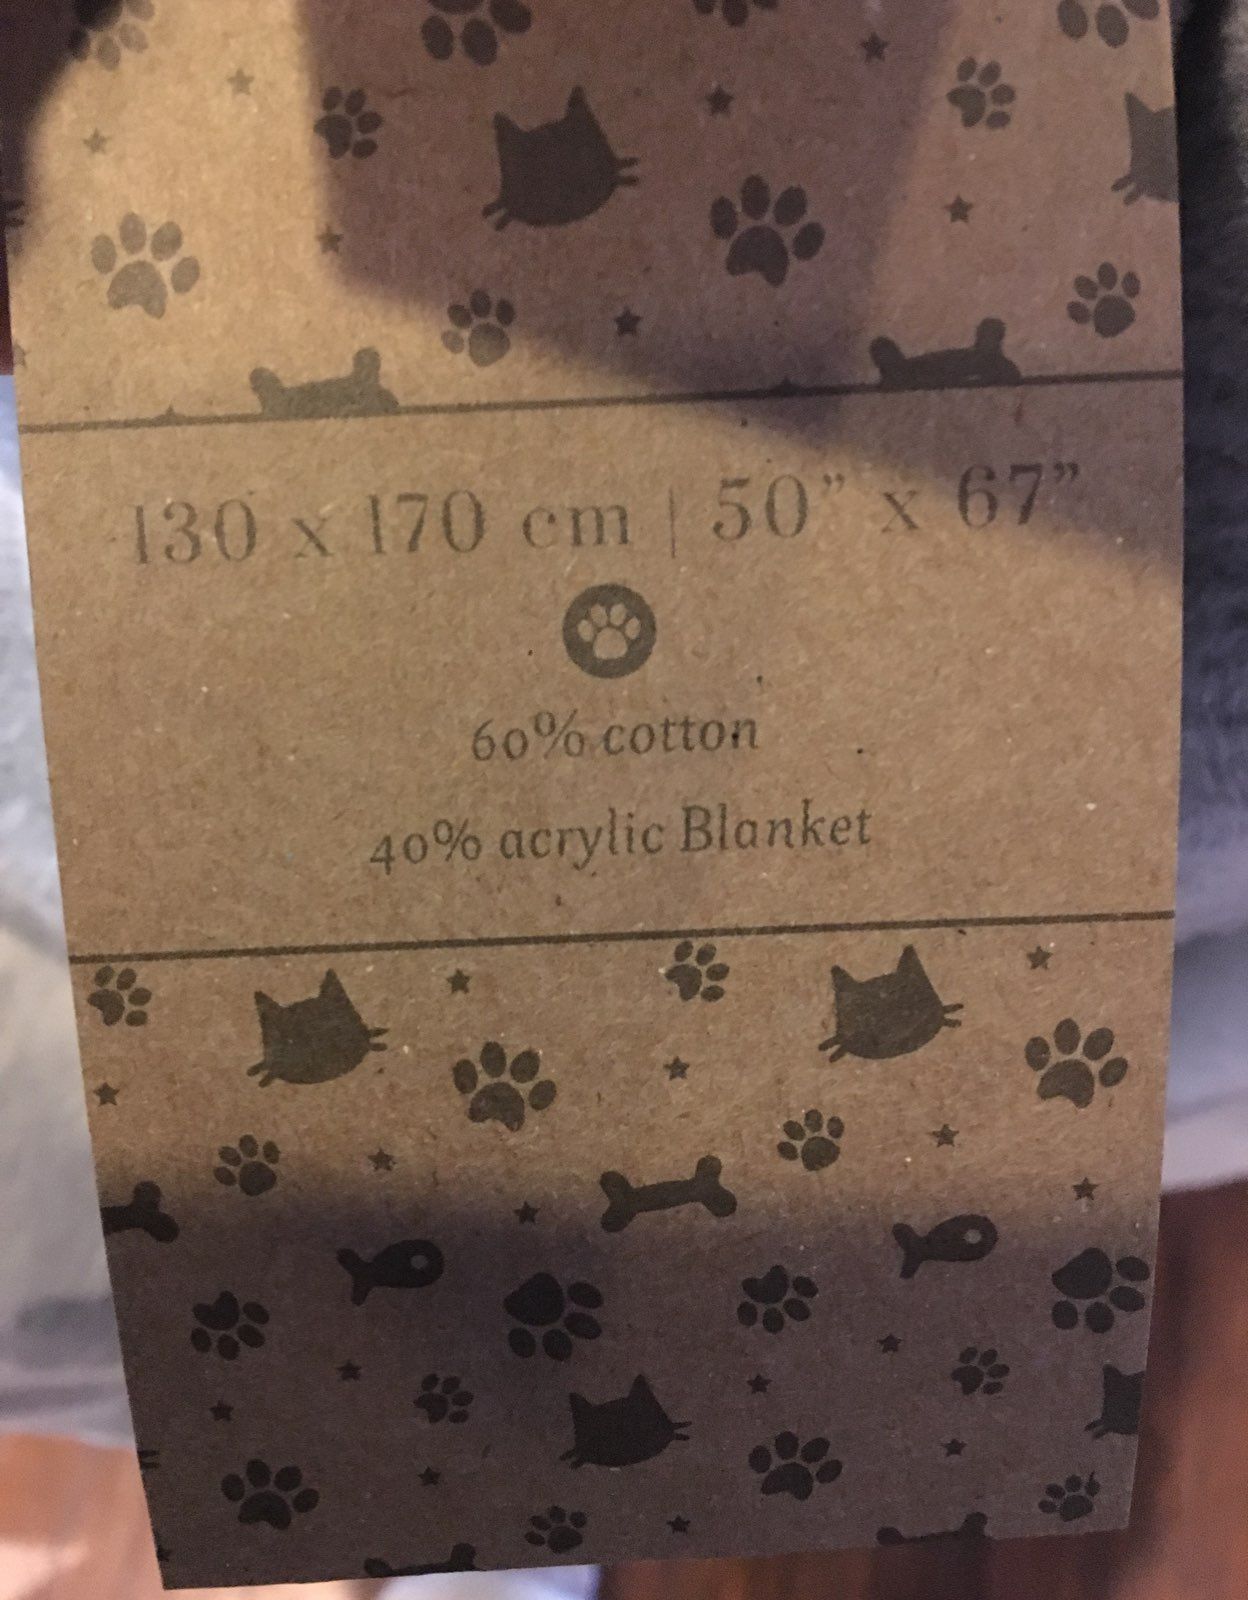 130 x 170 cm | 50” x 67”
60% cotton
40% acrylic Blanket